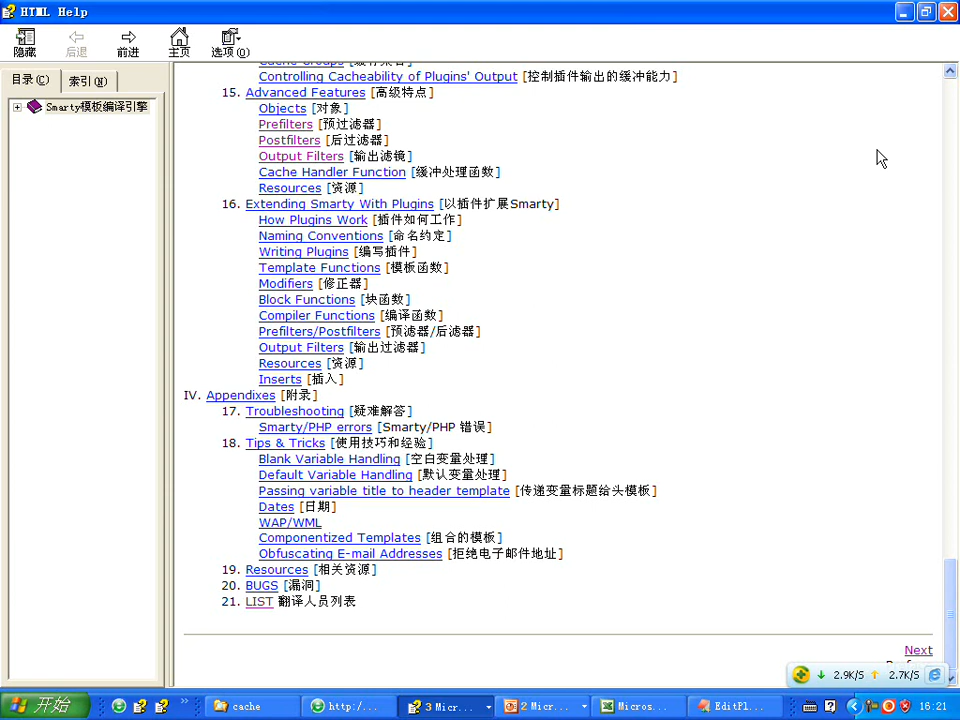 HTML Help
隐藏 后退 前进 主页 选项(O)
目录(C) 索引(N)
Smarty模板编译引擎
Controlling Cacheability of Plugins' Output [控制插件输出的缓冲能力]
15. Advanced Features [高级特点]
Objects [对象]
Prefilters [预过滤器]
Postfilters [后过滤器]
Output Filters [输出滤镜]
Cache Handler Function [缓冲处理函数]
Resources [资源]
16. Extending Smarty With Plugins [以插件扩展Smarty]
How Plugins Work [插件如何工作]
Naming Conventions [命名约定]
Writing Plugins [编写插件]
Template Functions [模板函数]
Modifiers [修正器]
Block Functions [块函数]
Compiler Functions [编译函数]
Prefilters/Postfilters [预滤器/后滤器]
Output Filters [输出过滤器]
Resources [资源]
Inserts [插入]
IV. Appendixes [附录]
17. Troubleshooting [疑难解答]
Smarty/PHP errors [Smarty/PHP 错误]
18. Tips & Tricks [使用技巧和经验]
Blank Variable Handling [空白变量处理]
Default Variable Handling [默认变量处理]
Passing variable title to header template [传递变量标题给头模板]
Dates [日期]
WAP/WML
Componentized Templates [组合的模板]
Obfuscating E-mail Addresses [拒绝电子邮件地址]
19. Resources [相关资源]
20. BUGS [漏洞]
21. LIST 翻译人员列表
Next
2.9K/S 2.7K/S
开始 cache http:/... 3 Micr... 2 Micr... Micros... EditPl... 16:21